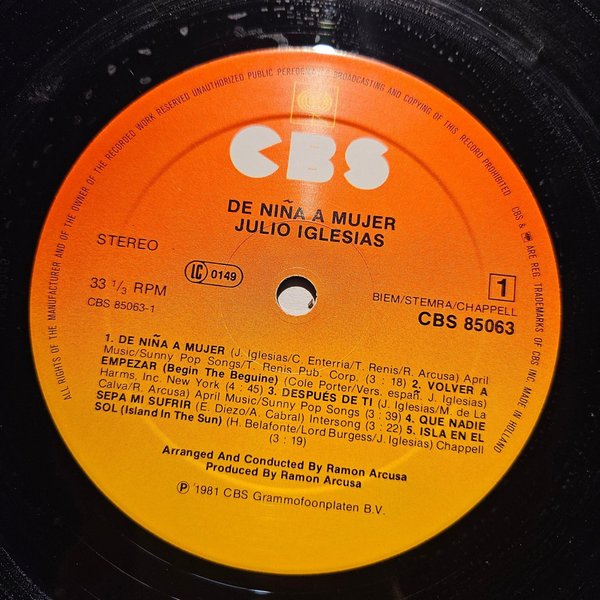 ALL RIGHTS OF THE MANUFACTURER AND OF THE OWNER OF THE RECORDED WORK RESERVED UNAUTHORIZED PUBLIC PERFORMANCE BROADCASTING AND COPYING OF THIS RECORD PROHIBITED CBS & ARE REG. TRADEMARKS OF CBS INC. MADE IN HOLLAND
CBS
DE NIÑA A MUJER
JULIO IGLESIAS
STEREO
33 1/3 RPM
CBS 85063-1
LC 0149
1
BIEM/STEMRA/CHAPPELL
CBS 85063
1. DE NIÑA A MUJER (J. Iglesias/C. Enterria/T. Renis/R. Arcusa) April
Music/Sunny Pop Songs/T. Renis Pub. Corp. (3 : 18) 2. VOLVER A
EMPEZAR (Begin The Beguine) (Cole Porter/Vers. españ. J. Iglesias)
Harms, Inc. New York (4 : 45) 3. DESPUÉS DE TI (J. Iglesias/M. de La
Calva/R. Arcusa) April Music/Sunny Pop Songs (3 : 39) 4. QUE NADIE
SEPA MI SUFRIR (E. Diezo/A. Cabral) Intersong (3 : 22) 5. ISLA EN EL
SOL (Island In The Sun) (H. Belafonte/Lord Burgess/J. Iglesias) Chappell
(3 : 19)
Arranged And Conducted By Ramon Arcusa
Produced By Ramon Arcusa
℗ '1981 CBS Grammofoonplaten B.V.